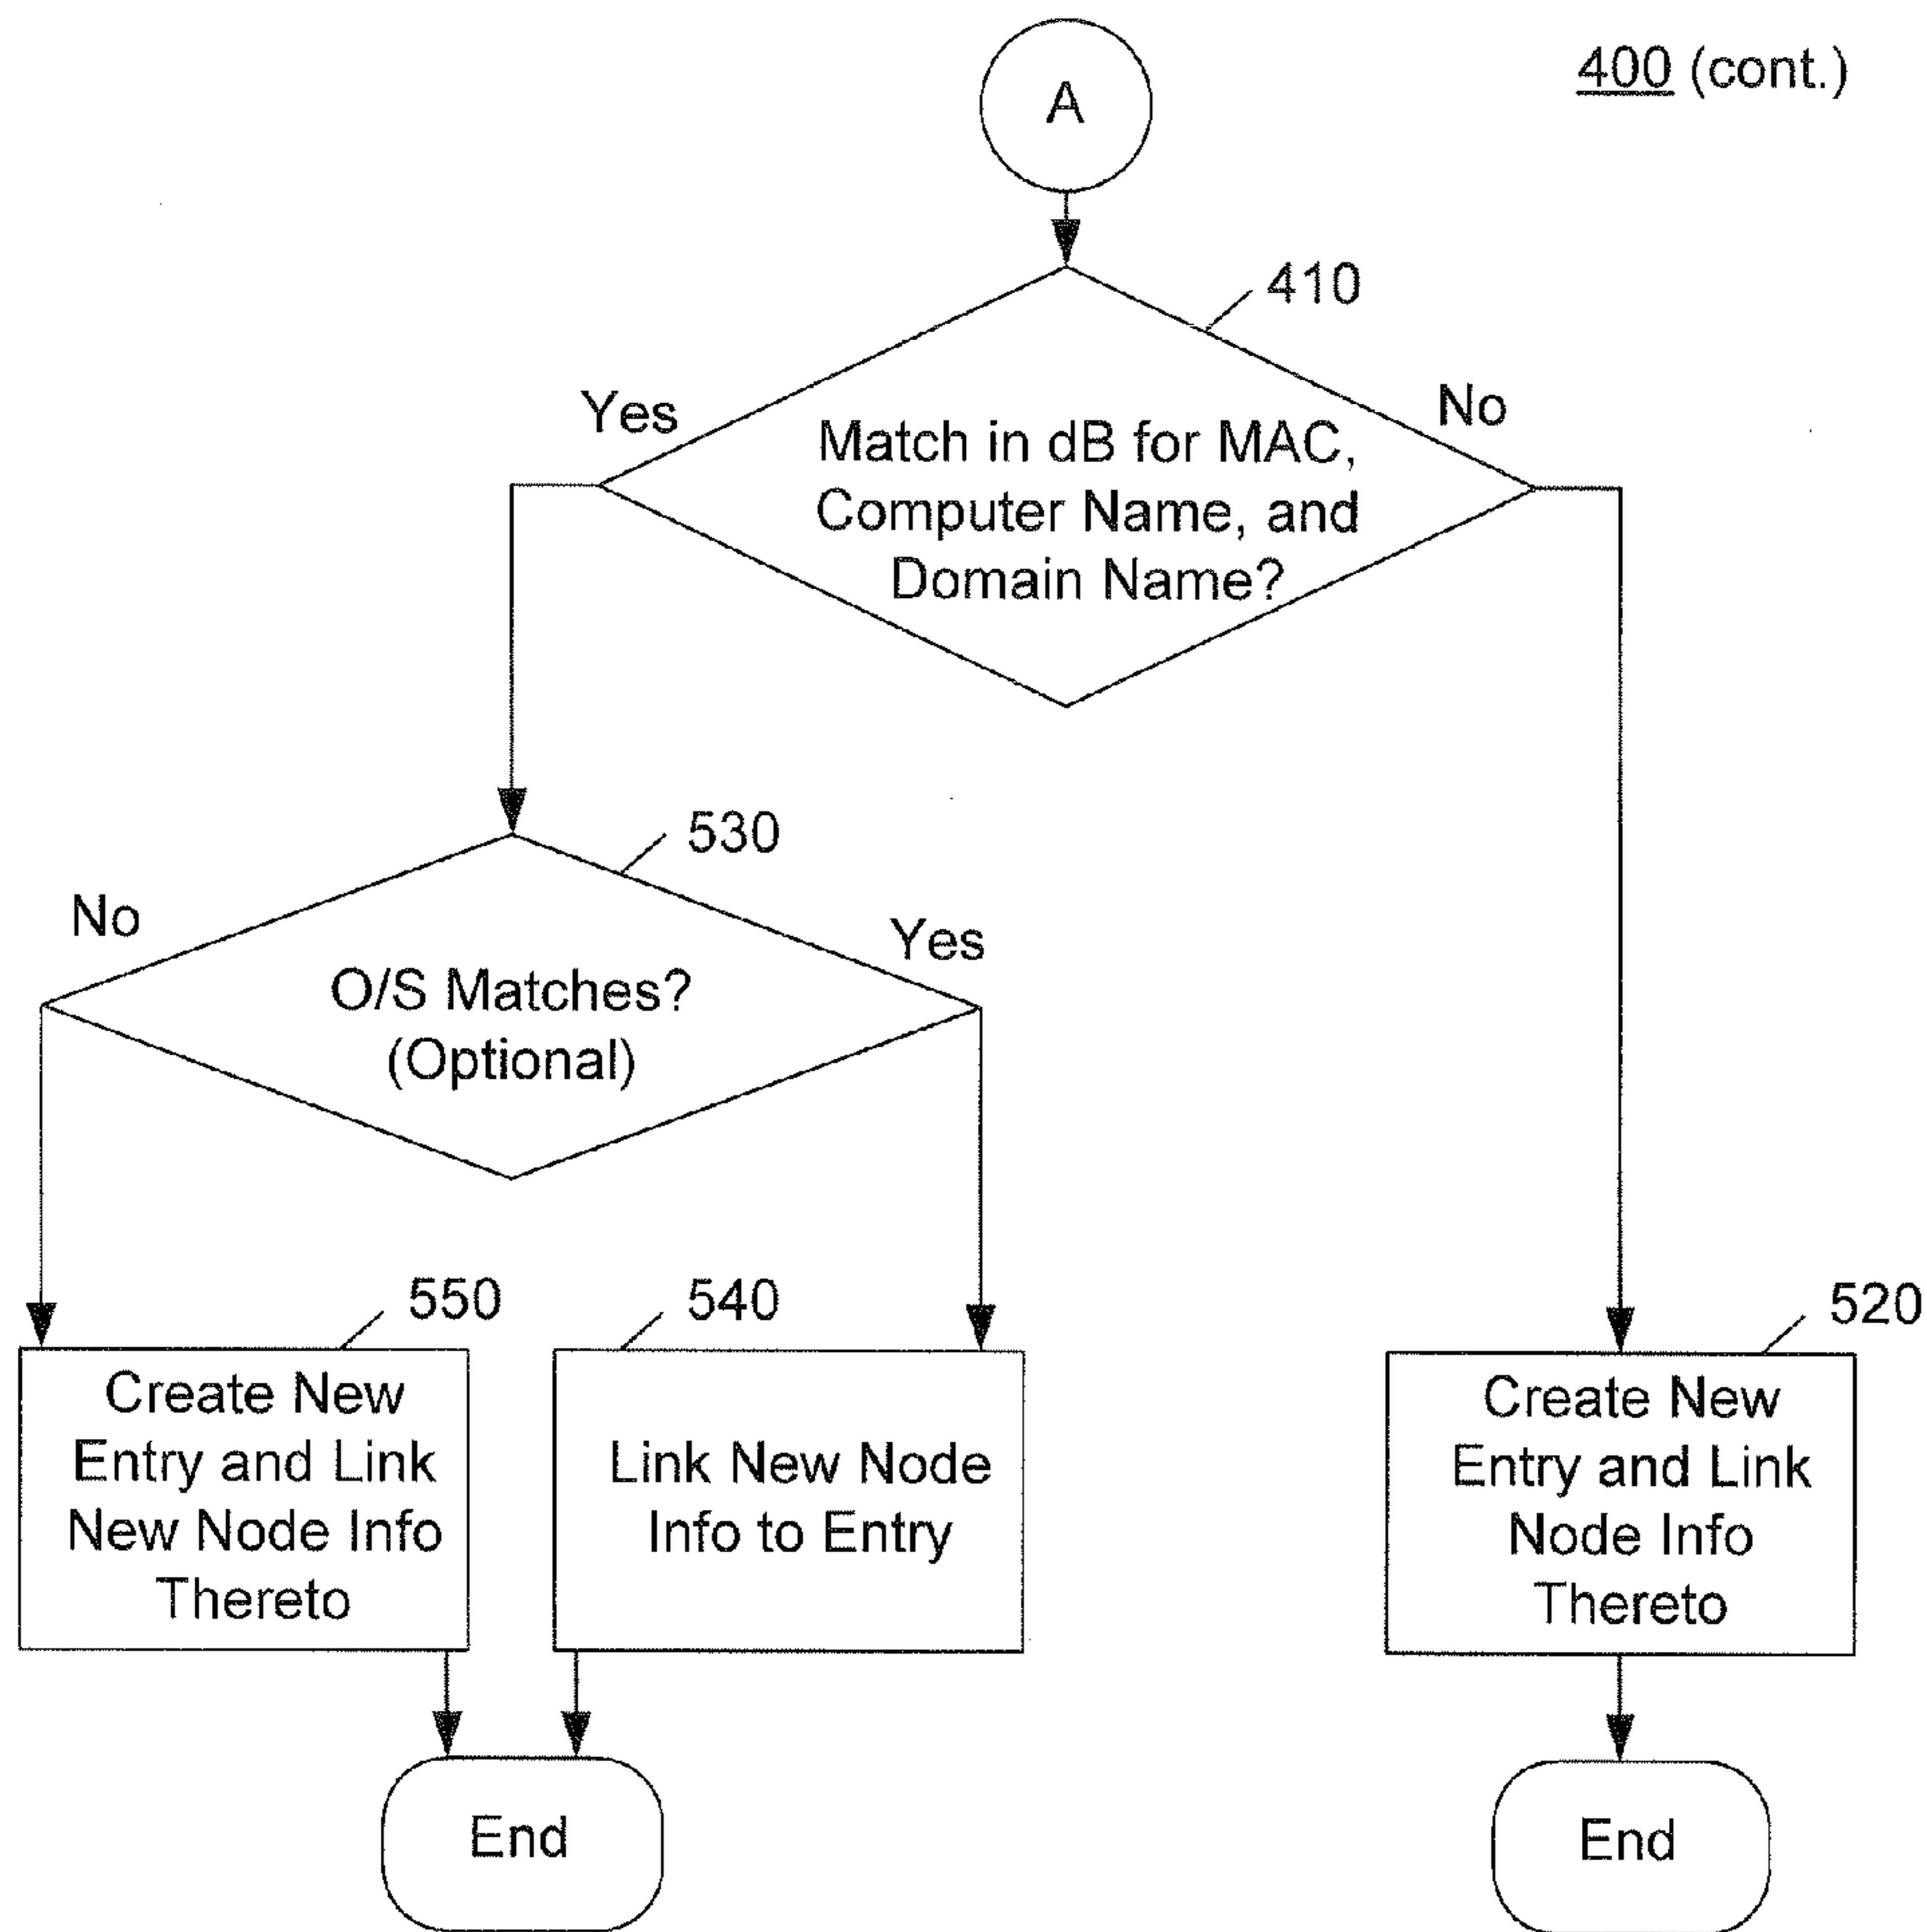 400 (cont.)
A
410
Yes
No
Match in dB for MAC,
Computer Name, and
Domain Name?
530
No
Yes
O/S Matches?
(Optional)
550
540
520
Create New
Entry and Link
New Node Info
Thereto
Link New Node
Info to Entry
Create New
Entry and Link
Node Info
Thereto
End
End